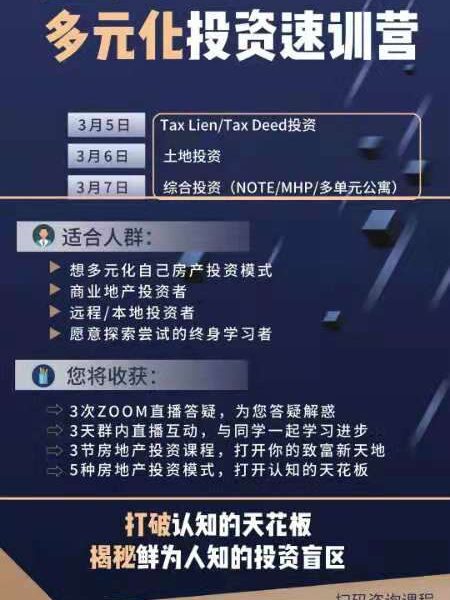 多元化投资速训营
3月5日 Tax Lien/Tax Deed投资
3月6日 土地投资
3月7日 综合投资（NOTE/MHP/多单元公寓）
适合人群：
想多元化自己房产投资模式
商业地产投资者
远程/本地投资者
愿意探索尝试的终身学习者
您将收获：
3次ZOOM直播答疑，为您答疑解惑
3天群内直播互动，与同学一起学习进步
3节房地产投资课程，打开你的致富新天地
5种房地产投资模式，打开认知的天花板
打破认知的天花板
揭秘鲜为人知的投资盲区
扫码咨询课程